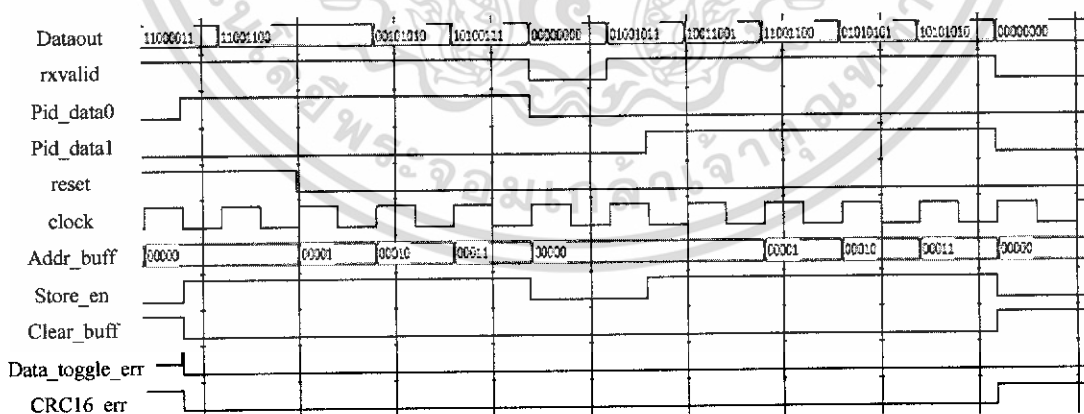 Dataout 11000011 11001100 00101010 10100111 00000000 01001011 10011001 11001100 01010101 10101010 00000000
rxvalid
Pid_data0
Pid_data1
reset
clock
Addr_buff 00000 00001 00010 00011 00000 00001 00010 00011 00000
Store_en
Clear_buff
Data_toggle_err
CRC16_err